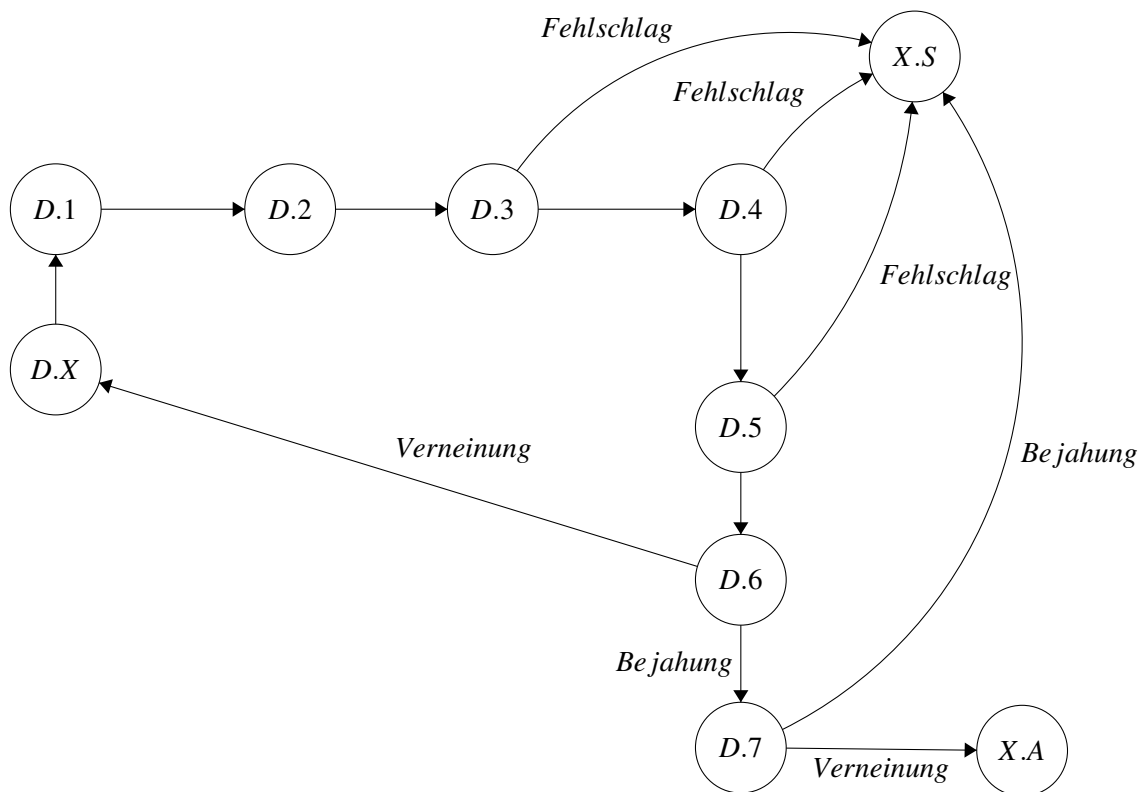 Fehlschlag
X.S
Fehlschlag
D.1
D.2
D.3
D.4
Fehlschlag
D.X
D.5
Verneinung
Bejahung
D.6
Bejahung
D.7
X.A
Verneinung